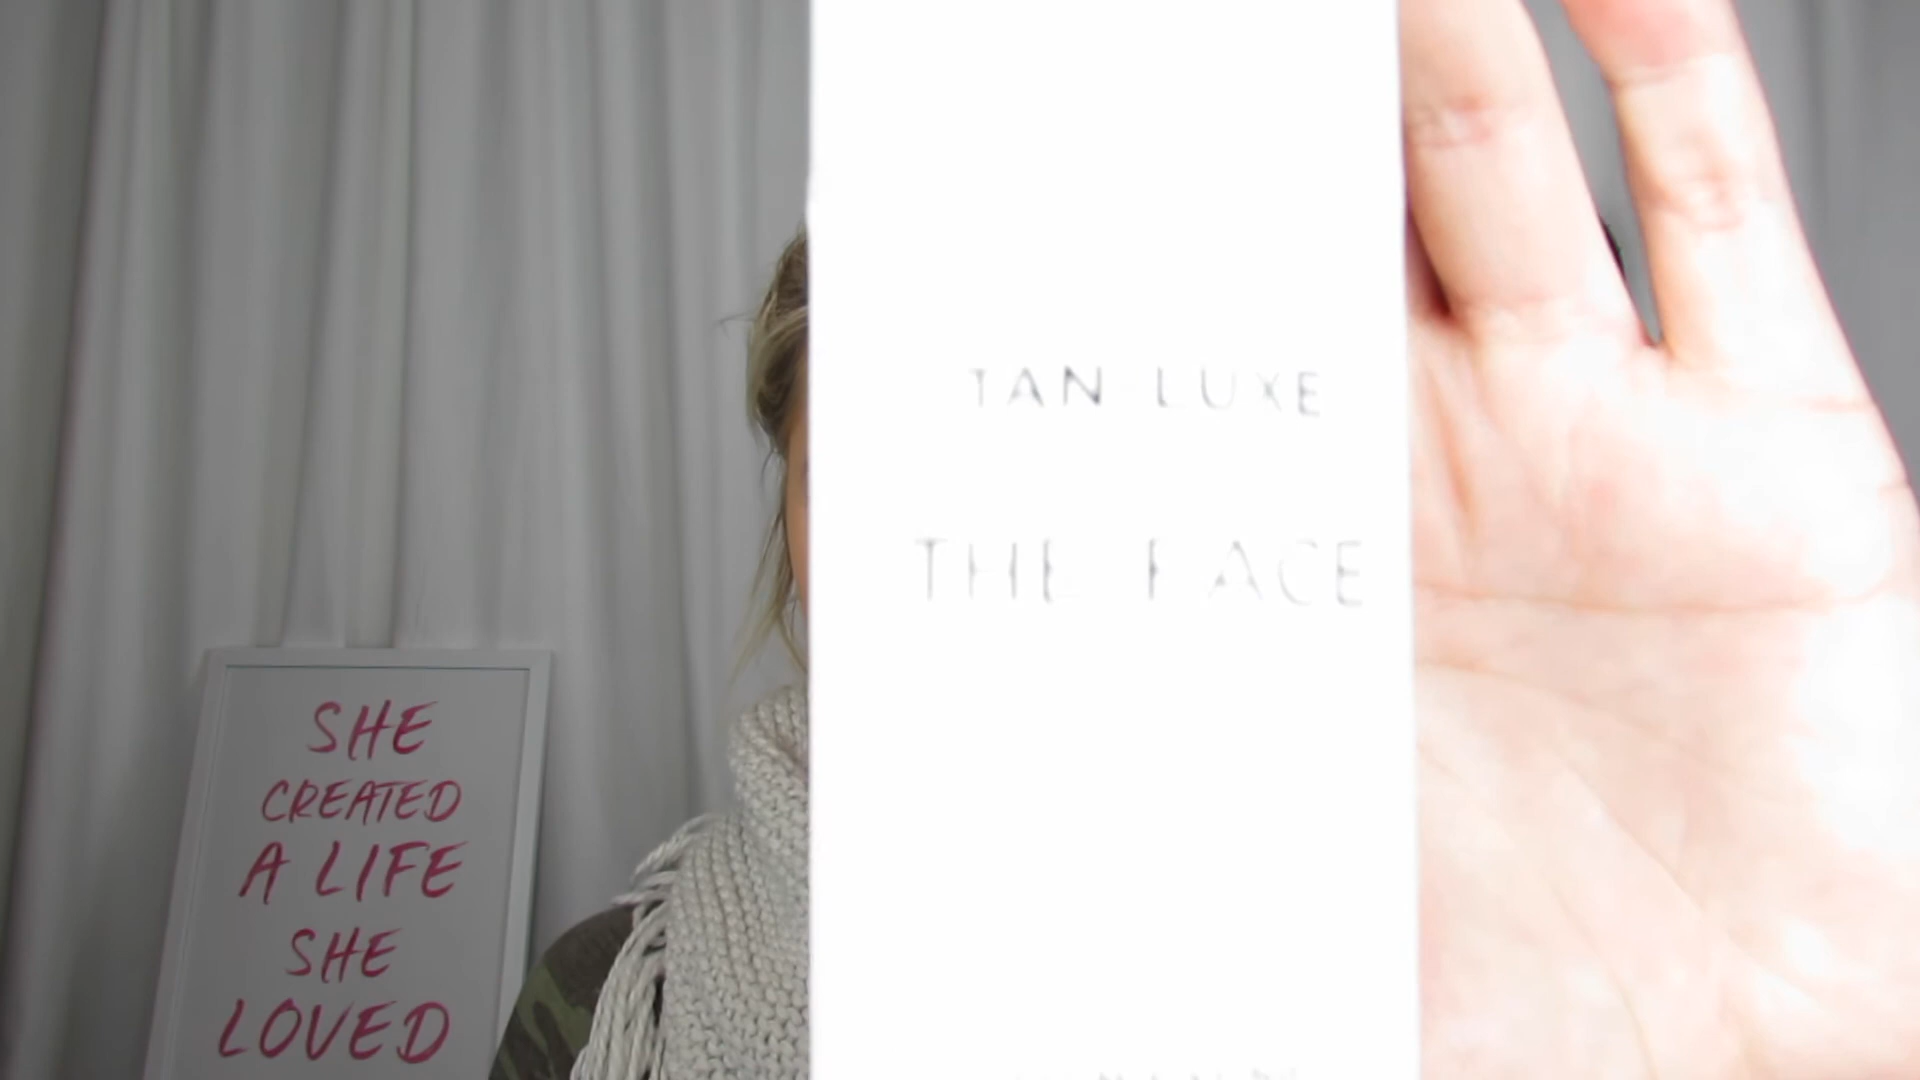 TAN LUXE
THE FACE
SHE
CREATED
A LIFE
SHE
LOVED